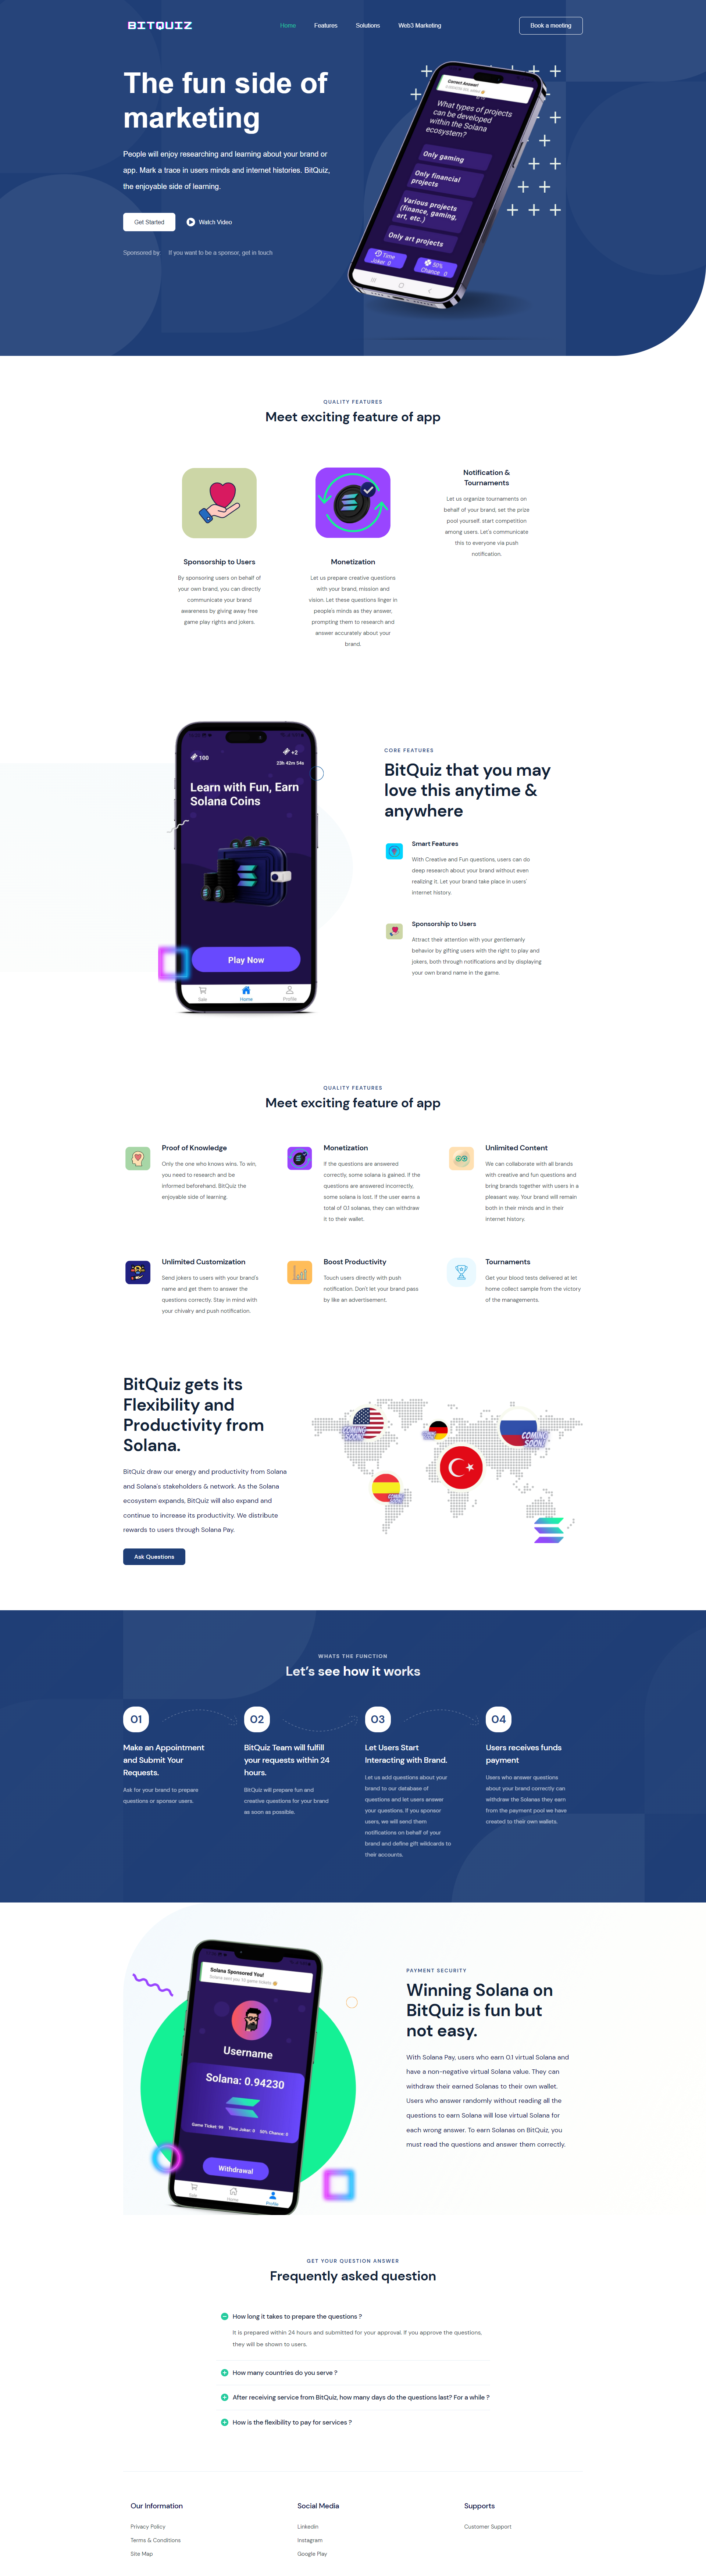 BITQUIZ
Home
Features
Solutions
Web3 Marketing
Book a meeting
The fun side of
marketing
People will enjoy researching and learning about your brand or
app. Mark a trace in users minds and internet histories. BitQuiz,
the enjoyable side of learning.
Get Started
Watch Video
Sponsored by
If you want to be a sponsor, get in touch
Correct Answer!
What types of projects
can be developed
within the Solana
ecosystem?
Only gaming
Only financial
projects
Various projects
(finance, gaming,
art, etc.)
Only art projects
Time
Joker: 0
50%
Chance : 0
QUALITY FEATURES
Meet exciting feature of app
Sponsorship to Users
By sponsoring users on behalf of
your own brand, you can directly
communicate your brand
awareness by giving away free
game play rights and jokers.
Monetization
Let us prepare creative questions
with your brand, mission and
vision. Let these questions linger in
people's minds as they answer,
prompting them to research and
answer accurately about your
brand.
Notification &
Tournaments
Let us organize tournaments on
behalf of your brand, set the prize
pool yourself. start competition
among users. Let's communicate
this to everyone via push
notification.
100
+2
23h 42m 54s
Learn with Fun, Earn
Solana Coins
Play Now
Sale
Home
Profile
CORE FEATURES
BitQuiz that you may
love this anytime &
anywhere
Smart Features
With Creative and Fun questions, users can do
deep research about your brand without even
realizing it. Let your brand take place in users'
internet history.
Sponsorship to Users
Attract their attention with your gentlemanly
behavior by gifting users with the right to play and
jokers, both through notifications and by displaying
your own brand name in the game.
QUALITY FEATURES
Meet exciting feature of app
Proof of Knowledge
Only the one who knows wins. To win,
you need to research and be
informed beforehand. BitQuiz the
enjoyable side of learning.
Monetization
If the questions are answered
correctly, some solana is gained. If the
questions are answered incorrectly,
some solana is lost. If the user earns a
total of 0.1 solanas, they can withdraw
it to their wallet.
Unlimited Content
We can collaborate with all brands
with creative and fun questions and
bring brands together with users in a
pleasant way. Your brand will remain
both in their minds and in their
internet history.
Unlimited Customization
Send jokers to users with your brand's
name and get them to answer the
questions correctly. Stay in mind with
your chivalry and push notification.
Boost Productivity
Touch users directly with push
notification. Don't let your brand pass
by like an advertisement.
Tournaments
Get your blood tests delivered at let
home collect sample from the victory
of the managements.
BitQuiz gets its
Flexibility and
Productivity from
Solana.
BitQuiz draw our energy and productivity from Solana
and Solana's stakeholders & network. As the Solana
ecosystem expands, BitQuiz will also expand and
continue to increase its productivity. We distribute
rewards to users through Solana Pay.
Ask Questions
COMING
SOON!
COMING
SOON!
WHATS THE FUNCTION
Let's see how it works
01
Make an Appointment
and Submit Your
Requests.
Ask for your brand to prepare
questions or sponsor users.
02
BitQuiz Team will fulfill
your requests within 24
hours.
BitQuiz will prepare fun and
creative questions for your brand
as soon as possible.
03
Let Users Start
Interacting with Brand.
Let us add questions about your
brand to our database of
questions and let users answer
your questions. If you sponsor
users, we will send them
notifications on behalf of your
brand and define gift wildcards to
their accounts.
04
Users receives funds
payment
Users who answer questions
about your brand correctly can
withdraw the Solanas they earn
from the payment pool we have
created to their own wallets.
Solana Sponsored You!
Username
Solana: 0.94230
Game Ticket: 99
Time Joker: 0
50% Chance: 0
Withdrawal
Sale
Home
Profile
PAYMENT SECURITY
Winning Solana on
BitQuiz is fun but
not easy.
With Solana Pay, users who earn 0.1 virtual Solana and
have a non-negative virtual Solana value. They can
withdraw their earned Solanas to their own wallet.
Users who answer randomly without reading all the
questions to earn Solana will lose virtual Solana for
each wrong answer. To earn Solanas on BitQuiz, you
must read the questions and answer them correctly.
GET YOUR QUESTION ANSWER
Frequently asked question
How long it takes to prepare the questions ?
It is prepared within 24 hours and submitted for your approval, if you approve the questions,
they will be shown to users.
How many countries do you serve ?
After receiving service from BitQuiz, how many days do the questions last? For a while ?
How is the flexibility to pay for services ?
Our Information
Privacy Policy
Terms & Conditions
Site Map
Social Media
Linkedin
Instagram
Google Play
Supports
Customer Support